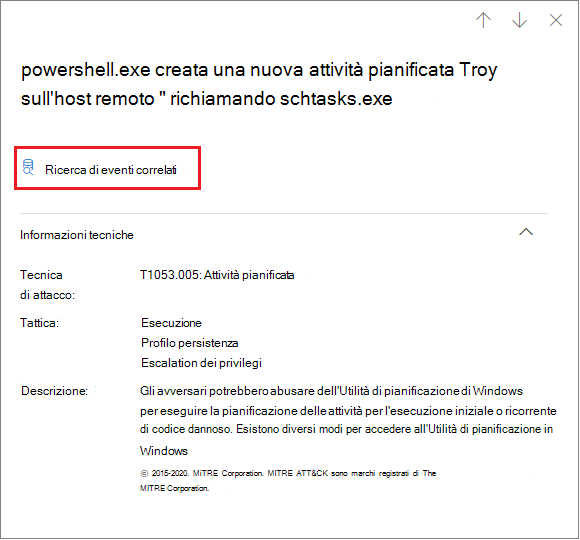 powershell.exe creata una nuova attività pianificata Troy
sull'host remoto " richiamando schtasks.exe
Ricerca di eventi correlati
Informazioni tecniche
Tecnica
di attacco:
T1053.005: Attività pianificata
Tattica:
Esecuzione
Profilo persistenza
Escalation dei privilegi
Descrizione:
Gli avversari potrebbero abusare dell'Utilità di pianificazione di Windows
per eseguire la pianificazione delle attività per l'esecuzione iniziale o ricorrente
di codice dannoso. Esistono diversi modi per accedere all'Utilità di pianificazione in
Windows
© 2015-2020. MiTRE Corporation. MITRE ATT&CK sono marchi registrati di The
MITRE Corporation.